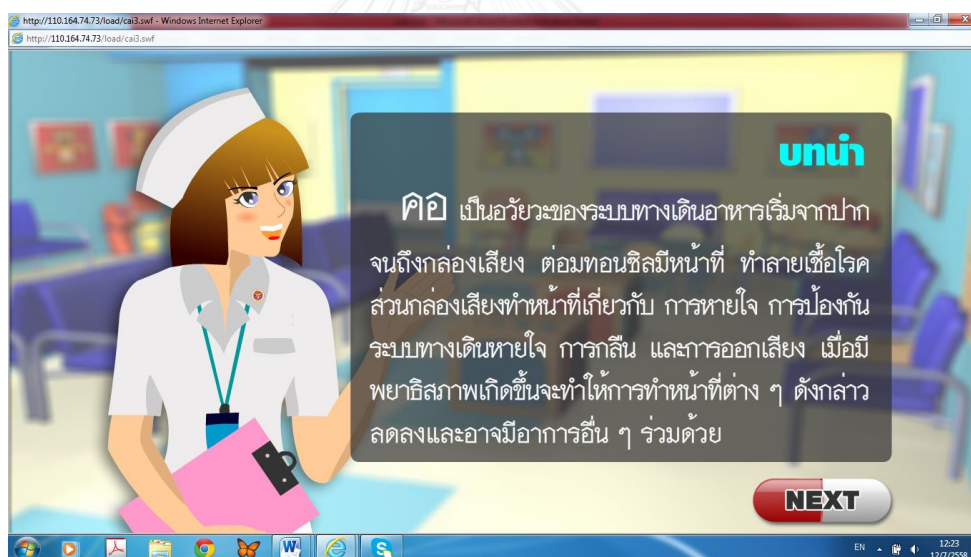 http://110.164.74.73/load/cai3.swf - Windows Internet Explorer
http://110.164.74.73/load/cai3.swf
บทนำ
คอ เป็นอวัยวะของระบบทางเดินอาหารเริ่มจากปาก
จนถึงกล่องเสียง ต่อมทอนซิลมีหน้าที่ ทำลายเชื้อโรค
ส่วนกล่องเสียงทำหน้าที่เกี่ยวกับ การหายใจ การป้องกัน
ระบบทางเดินหายใจ การกลืน และการออกเสียง เมื่อมี
พยาธิสภาพเกิดขึ้นจะทำให้การทำหน้าที่ต่าง ๆ ดังกล่าว
ลดลงและอาจมีอาการอื่น ๆ ร่วมด้วย
NEXT
EN
12:23
12/7/2558